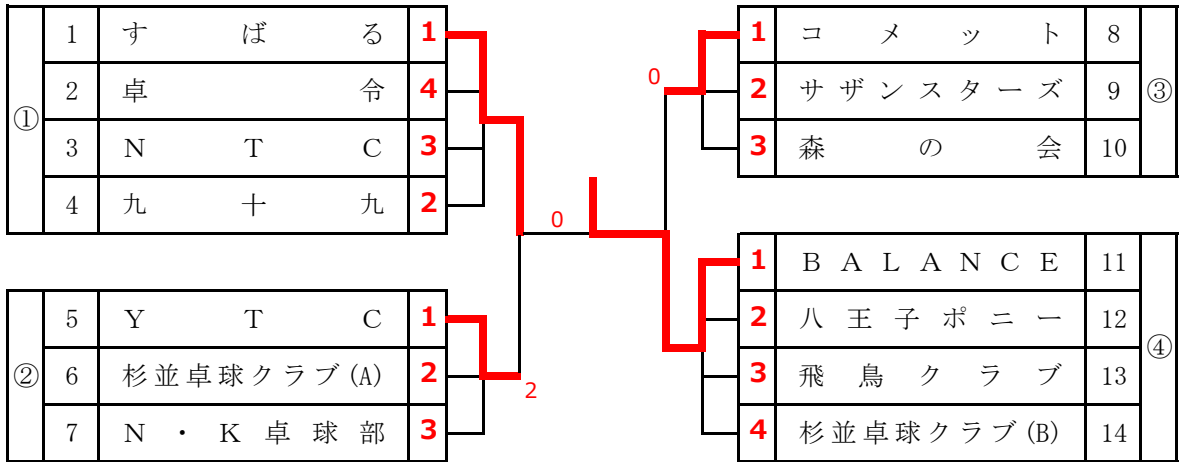 ①
1 すばる 1
2 卓令 4
3 NTC 3
4 九十九 2
②
5 YTC 1
6 杉並卓球クラブ(A) 2
7 N・K卓球部 3
0
2
0
1 コメット 8
2 サザンスターズ 9
3 森の会 10
③
1 BALANCE 11
2 八王子ポニー 12
3 飛鳥クラブ 13
4 杉並卓球クラブ(B) 14
④